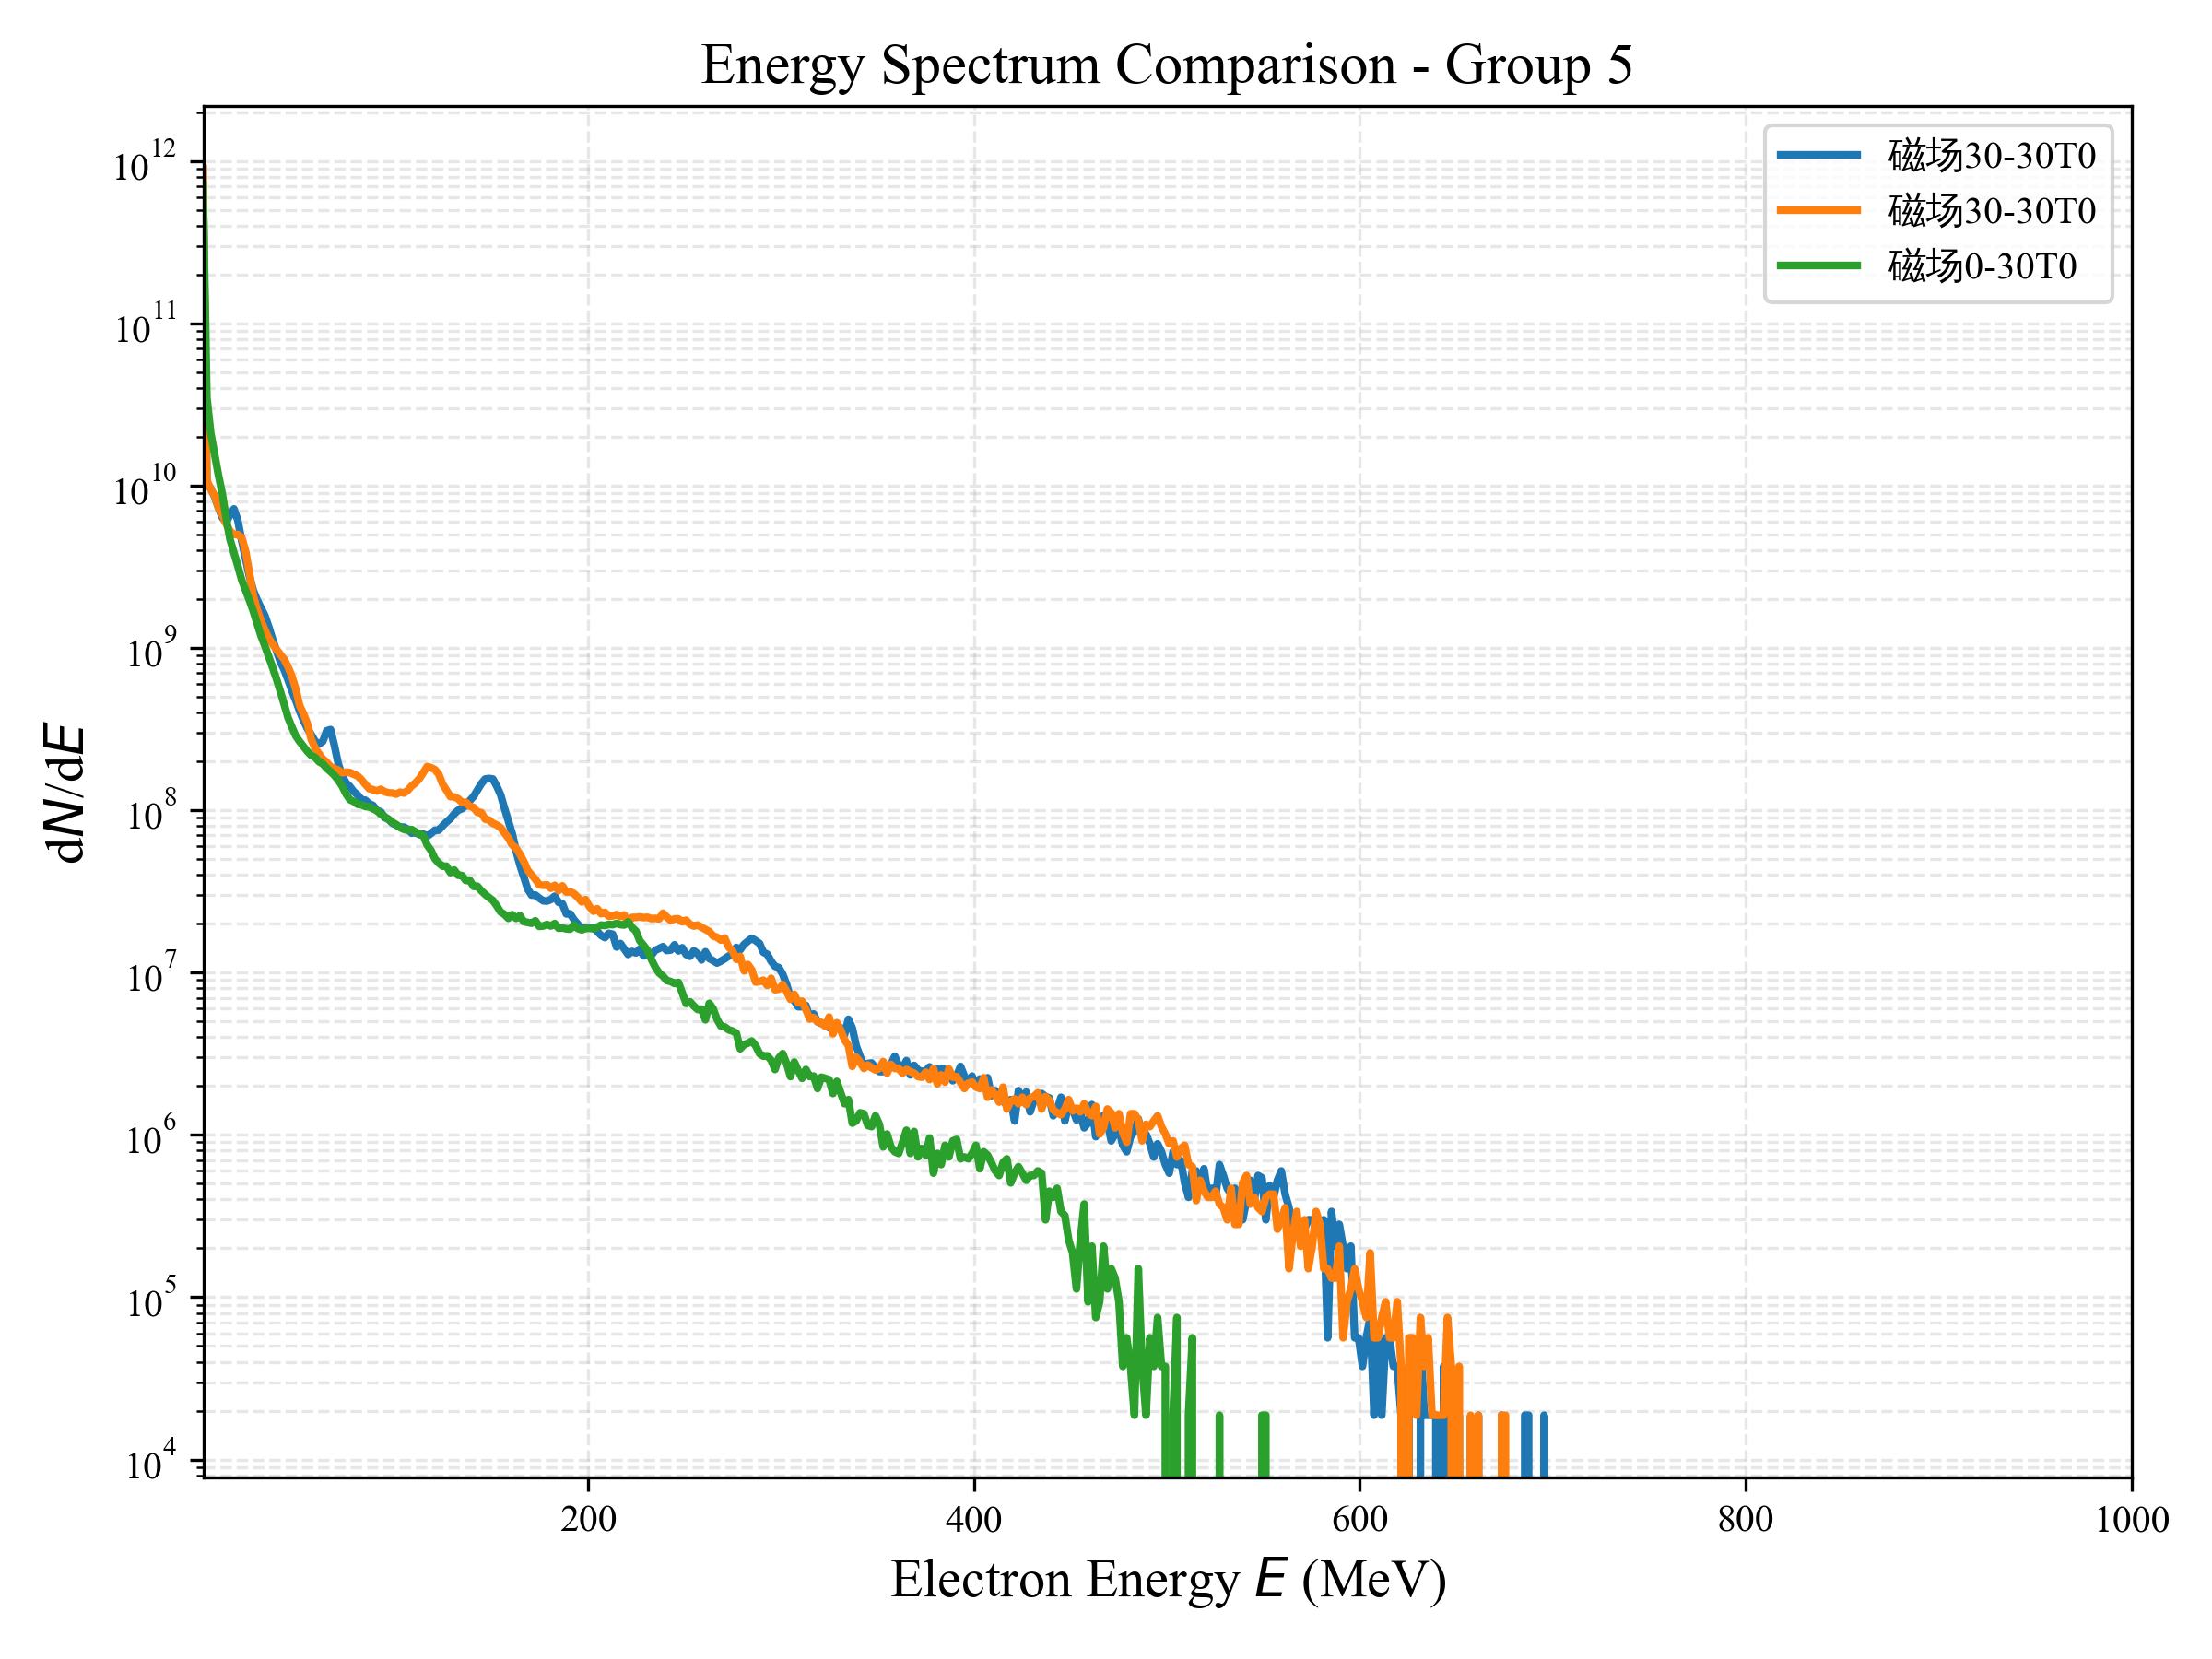 Energy Spectrum Comparison - Group 5
磁场30-30T0
磁场30-30T0
磁场0-30T0
10^12
10^11
10^10
10^9
10^8
10^7
10^6
10^5
10^4
dN/dE
200 400 600 800 1000
Electron Energy E (MeV)